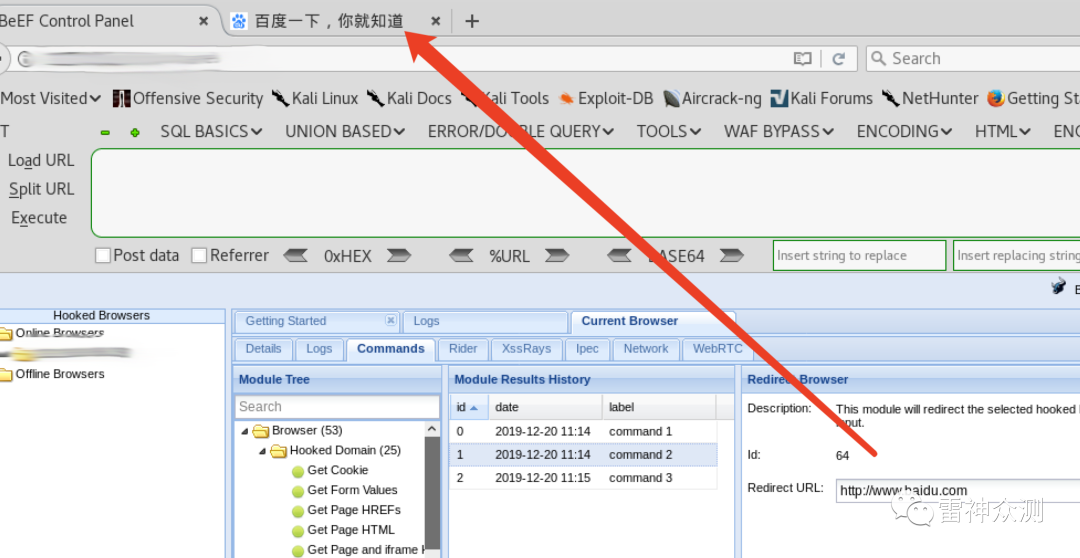 BeEF Control Panel
百度一下，你就知道
Search
Most Visited Offensive Security Kali Linux Kali Docs Kali Tools Exploit-DB Aircrack-ng Kali Forums NetHunter Getting
SQL BASICS UNION BASED ERROR/DOUBLE QUERY TOOLS WAF BYPASS ENCODING HTML
Load URL
Split URL
Execute
Post data Referrer 0xHEX %URL BASE64 Insert string to replace Insert replacing string
Hooked Browsers
Online Browsers
Offline Browsers
Getting Started Logs Current Browser
Details Logs Commands Rider XssRays Ipec Network WebRTC
Module Tree
Search
Browser (53)
Hooked Domain (25)
Get Cookie
Get Form Values
Get Page HREFs
Get Page HTML
Get Page and iframe
Module Results History
id date label
0 2019-12-20 11:14 command 1
1 2019-12-20 11:14 command 2
2 2019-12-20 11:15 command 3
Redirect Browser
Description: This module will redirect the selected hooked
input.
Id: 64
Redirect URL: http://www.baidu.com
雷神众测